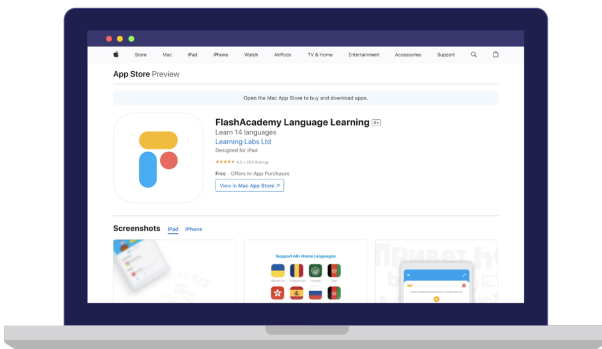 Store Mac iPad iPhone Watch AirPods TV & Home Entertainment Accessories Support
App Store Preview
Open the Mac App Store to buy and download apps.
FlashAcademy Language Learning 4+
Learn 14 languages
Learning Labs Ltd
Designed for iPad
Free · Offers In-App Purchases
View in Mac App Store ↗
Screenshots iPad iPhone
Support 48+ Home Languages
Привет